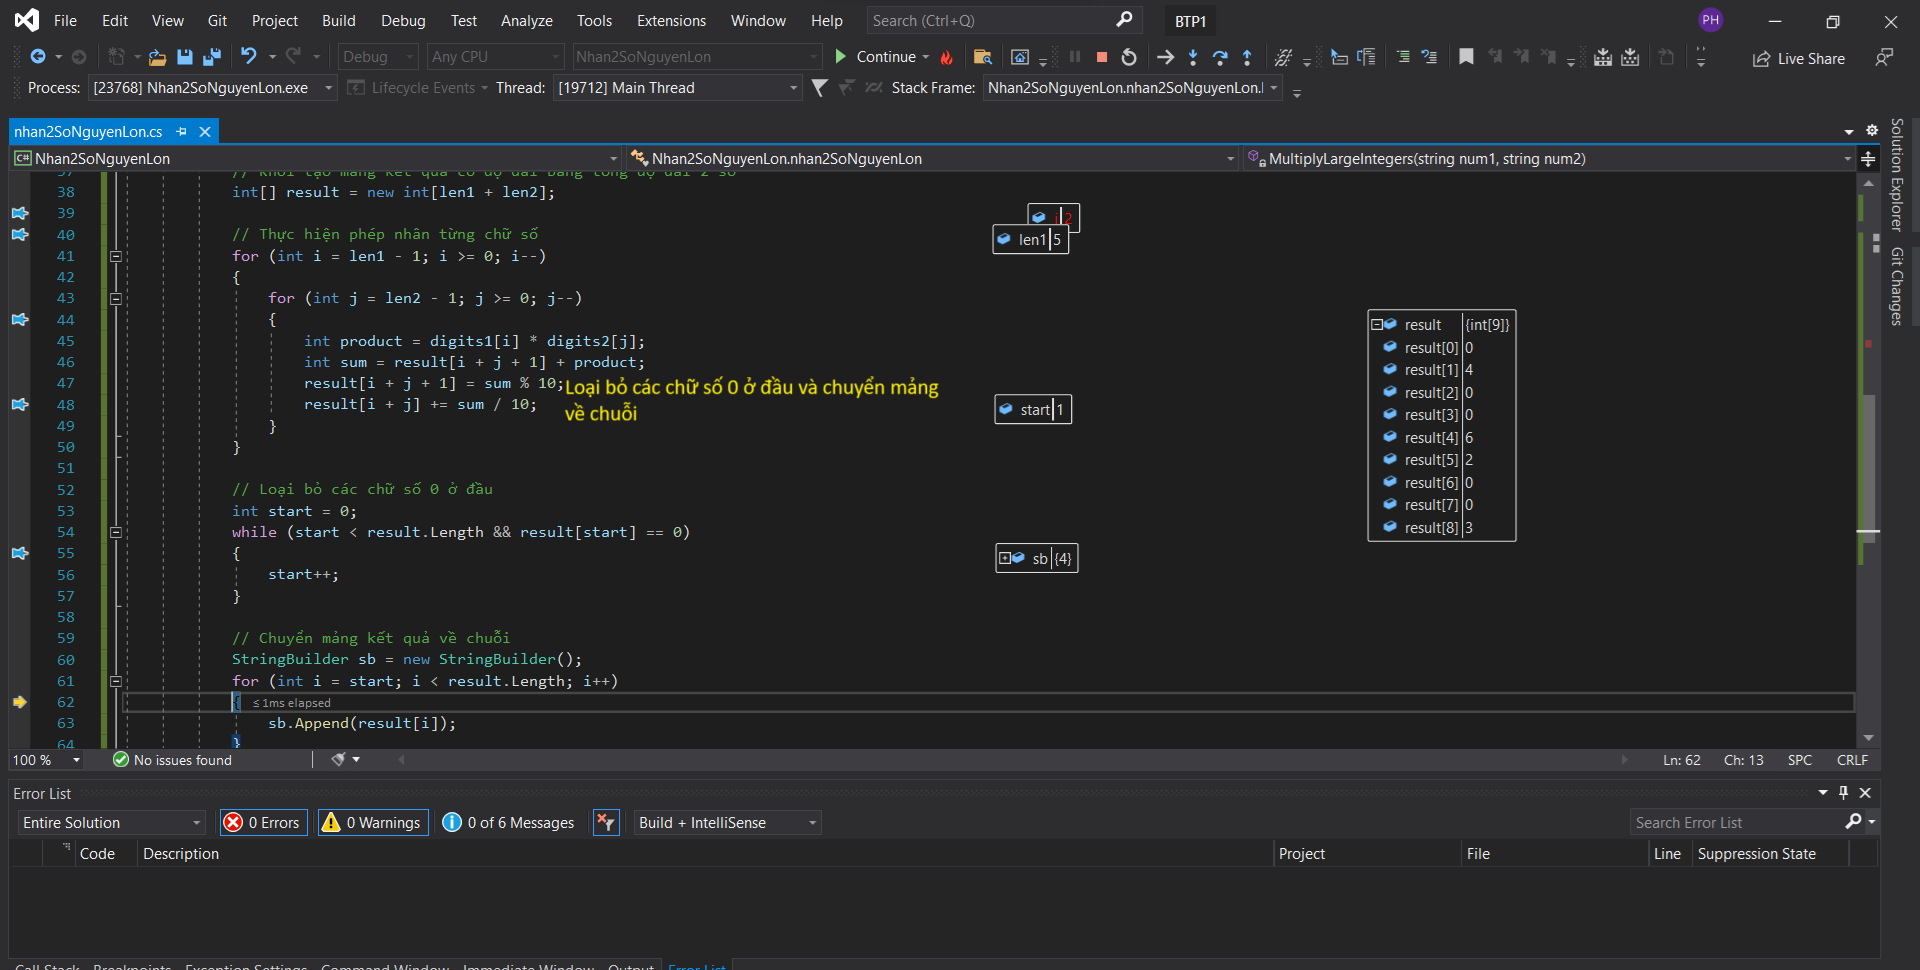 File Edit View Git Project Build Debug Test Analyze Tools Extensions Window Help Search (Ctrl+Q) BTP1 PH
Debug Any CPU Nhan2SoNguyenLon Continue Live Share
Process: [23768] Nhan2SoNguyenLon.exe Lifecycle Events Thread: [19712] Main Thread Stack Frame: Nhan2SoNguyenLon.nhan2SoNguyenLon.
nhan2SoNguyenLon.cs
C# Nhan2SoNguyenLon Nhan2SoNguyenLon.nhan2SoNguyenLon MultiplyLargeIntegers(string num1, string num2)
Solution Explorer
Git Changes
37 // Khởi tạo mảng kết quả có độ dài bằng tổng độ dài 2 số
38 int[] result = new int[len1 + len2];
39
40 // Thực hiện phép nhân từng chữ số
41 for (int i = len1 - 1; i >= 0; i--)
42 {
43 for (int j = len2 - 1; j >= 0; j--)
44 {
45 int product = digits1[i] * digits2[j];
46 int sum = result[i + j + 1] + product;
47 result[i + j + 1] = sum % 10;
48 result[i + j] += sum / 10;
49 }
50 }
51
52 // Loại bỏ các chữ số 0 ở đầu
53 int start = 0;
54 while (start < result.Length && result[start] == 0)
55 {
56 start++;
57 }
58
59 // Chuyển mảng kết quả về chuỗi
60 StringBuilder sb = new StringBuilder();
61 for (int i = start; i < result.Length; i++)
62 { ≤ 1ms elapsed
63 sb.Append(result[i]);
64 }
Loại bỏ các chữ số 0 ở đầu và chuyển mảng
về chuỗi
i 2
len1 5
start 1
sb {4}
result {int[9]}
result[0] 0
result[1] 4
result[2] 0
result[3] 0
result[4] 6
result[5] 2
result[6] 0
result[7] 0
result[8] 3
100 % No issues found Ln: 62 Ch: 13 SPC CRLF
Error List
Entire Solution 0 Errors 0 Warnings 0 of 6 Messages Build + IntelliSense Search Error List
Code Description Project File Line Suppression State
Call Stack Breakpoints Exception Settings Command Window Immediate Window Output Error List